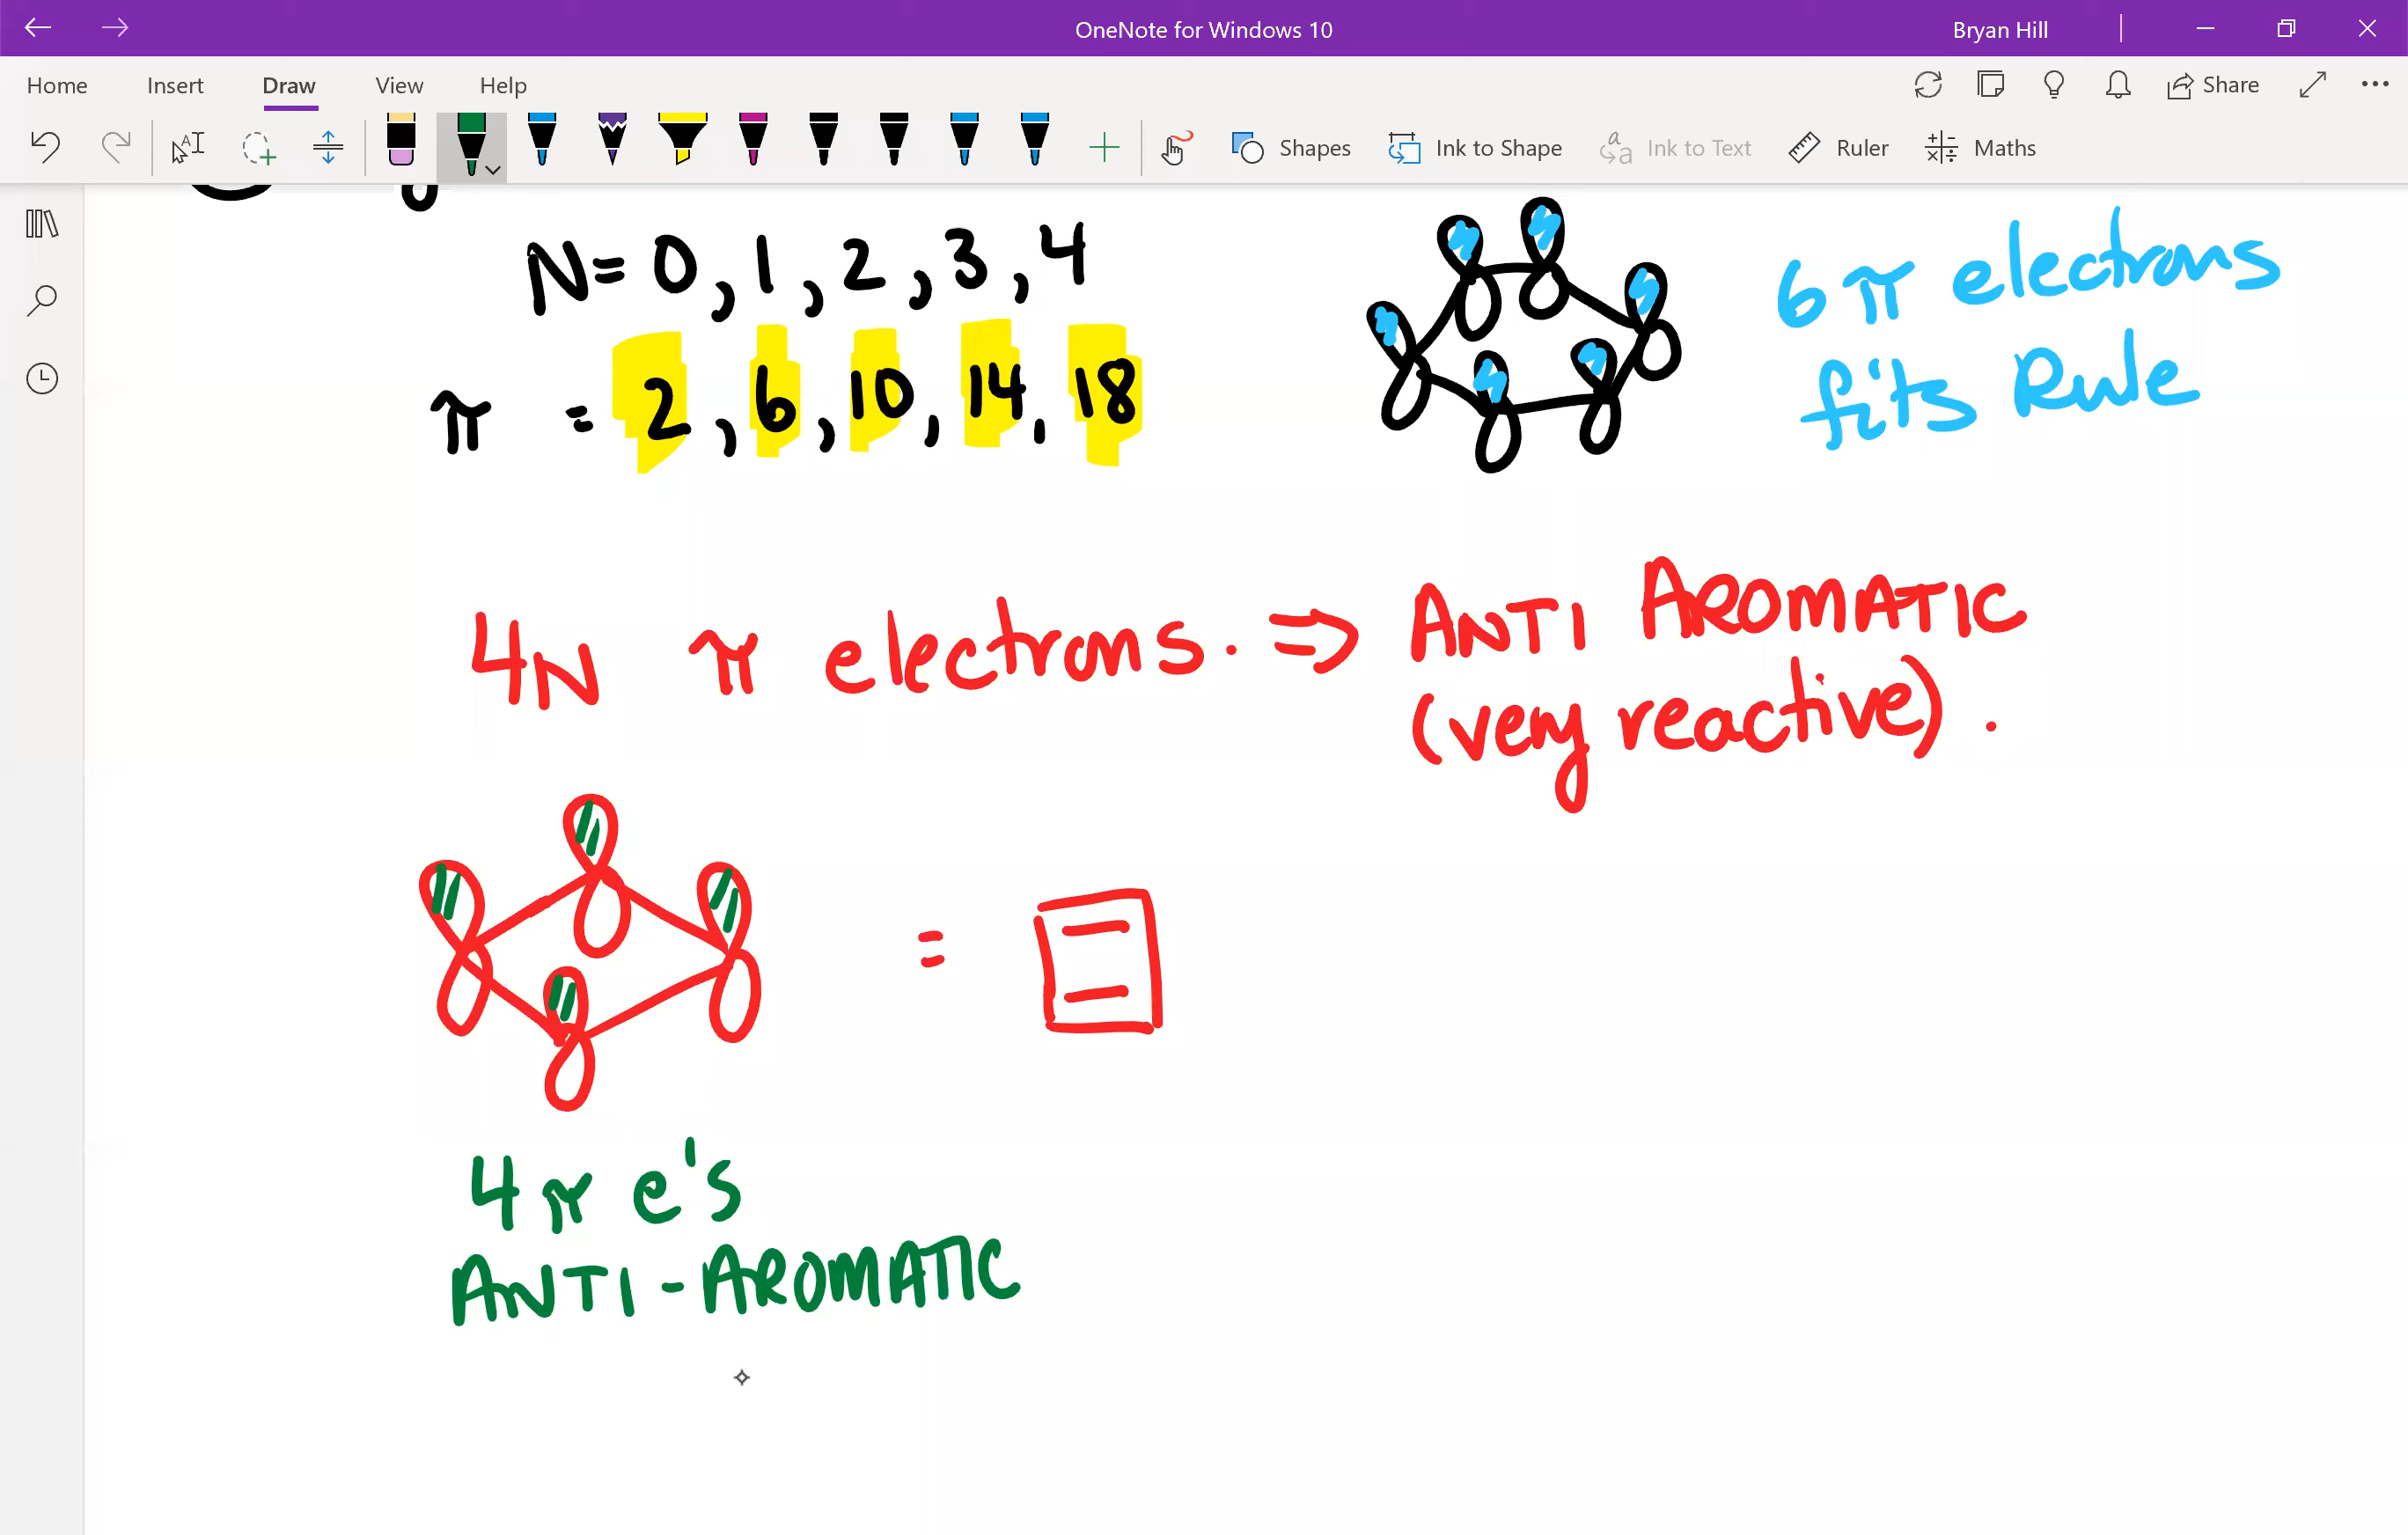 OneNote for Windows 10
Bryan Hill
Home Insert Draw View Help
Share
Shapes Ink to Shape Ink to Text Ruler Maths
N= 0, 1, 2, 3, 4
π = 2, 6, 10, 14, 18
6 π electrons
fits Rule
4N π electrons. ⇒ ANTI AROMATIC
(very reactive).
=
4 π e's
ANTI-AROMATIC